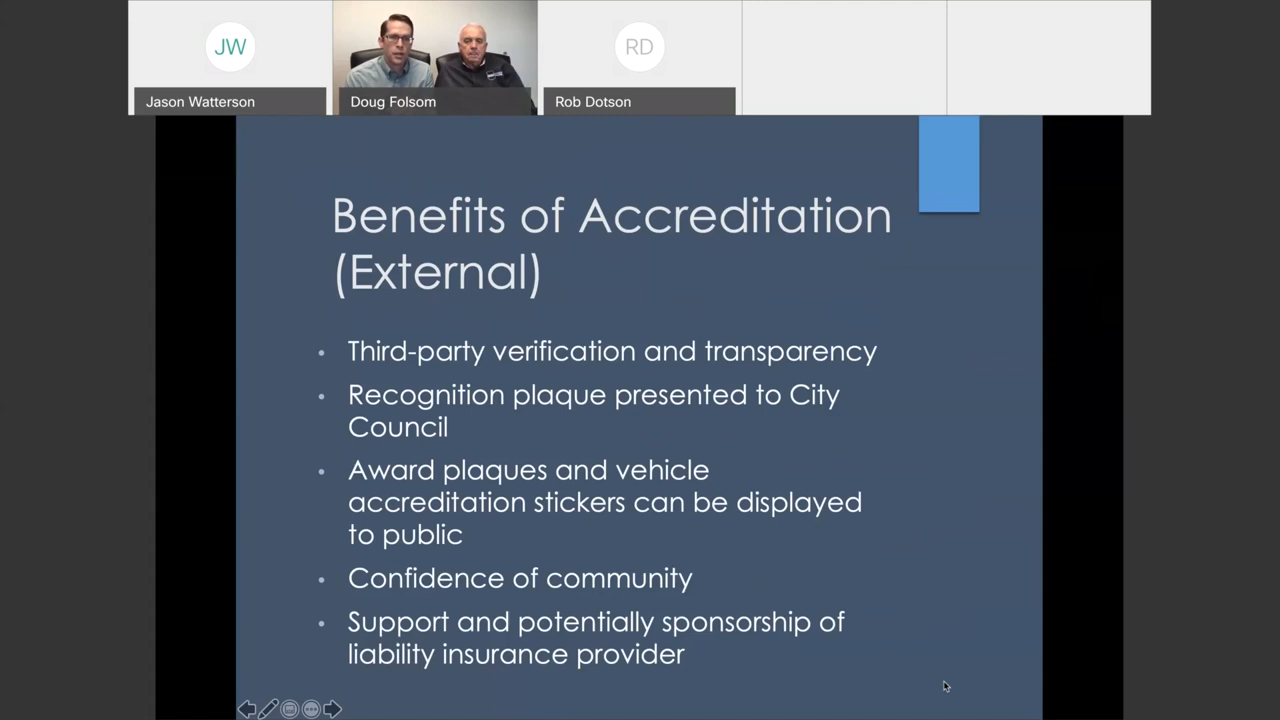 JW
RD
Jason Watterson
Doug Folsom
Rob Dotson
Benefits of Accreditation
(External)
• Third-party verification and transparency
• Recognition plaque presented to City
Council
• Award plaques and vehicle
accreditation stickers can be displayed
to public
• Confidence of community
• Support and potentially sponsorship of
liability insurance provider